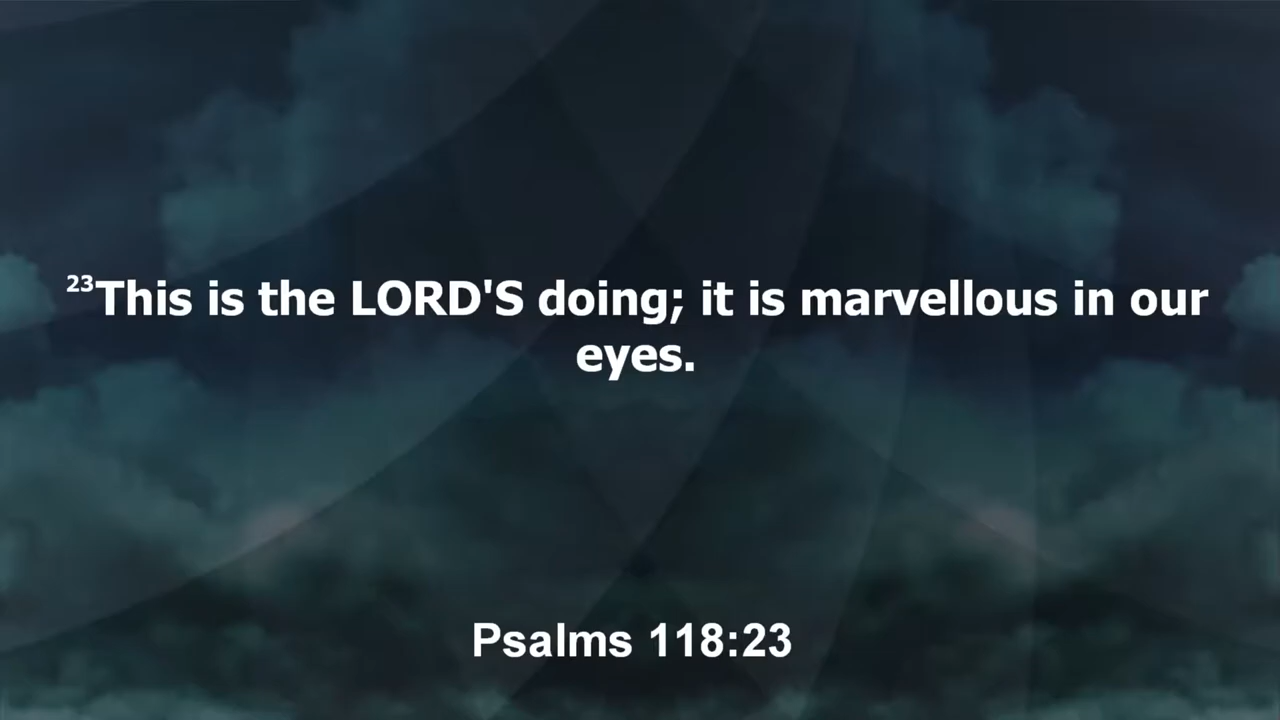 23This is the LORD'S doing; it is marvellous in our
eyes.
Psalms 118:23